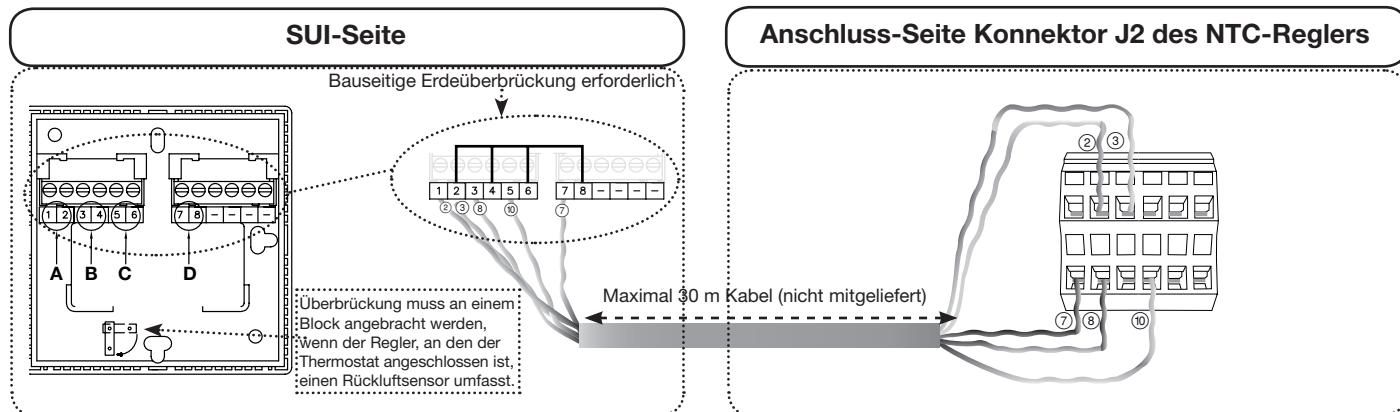 SUI-Seite
Anschluss-Seite Konnektor J2 des NTC-Reglers
Bauseitige Erdeüberbrückung erforderlich
1 2 3 4 5 6 7 8 – – – –
A B C D
1 2 3 4 5 6 7 8 – – – –
② ③ ⑧ ⑩ ⑦
Überbrückung muss an einem
Block angebracht werden,
wenn der Regler, an den der
Thermostat angeschlossen ist,
einen Rückluftsensor umfasst.
Maximal 30 m Kabel (nicht mitgeliefert)
② ③
⑦ ⑧ ⑩